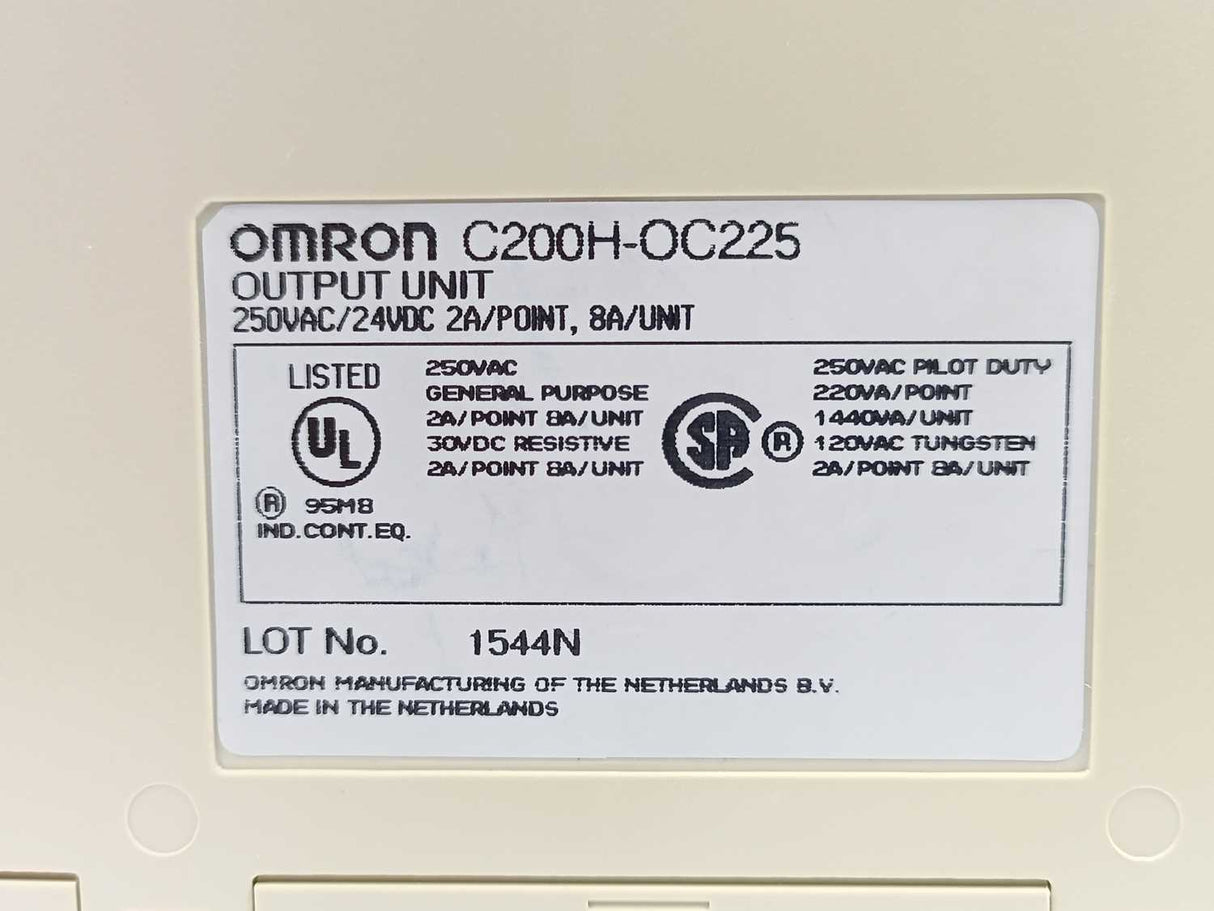 OMRON C200H-OC225
OUTPUT UNIT
250VAC/24VDC 2A/POINT, 8A/UNIT
LISTED
UL
® 95M8
IND.CONT.EQ.
250VAC
GENERAL PURPOSE
2A/POINT 8A/UNIT
30VDC RESISTIVE
2A/POINT 8A/UNIT
SA ®
250VAC PILOT DUTY
220VA/POINT
1440VA/UNIT
120VAC TUNGSTEN
2A/POINT 8A/UNIT
LOT No. 1544N
OMRON MANUFACTURING OF THE NETHERLANDS B.V.
MADE IN THE NETHERLANDS